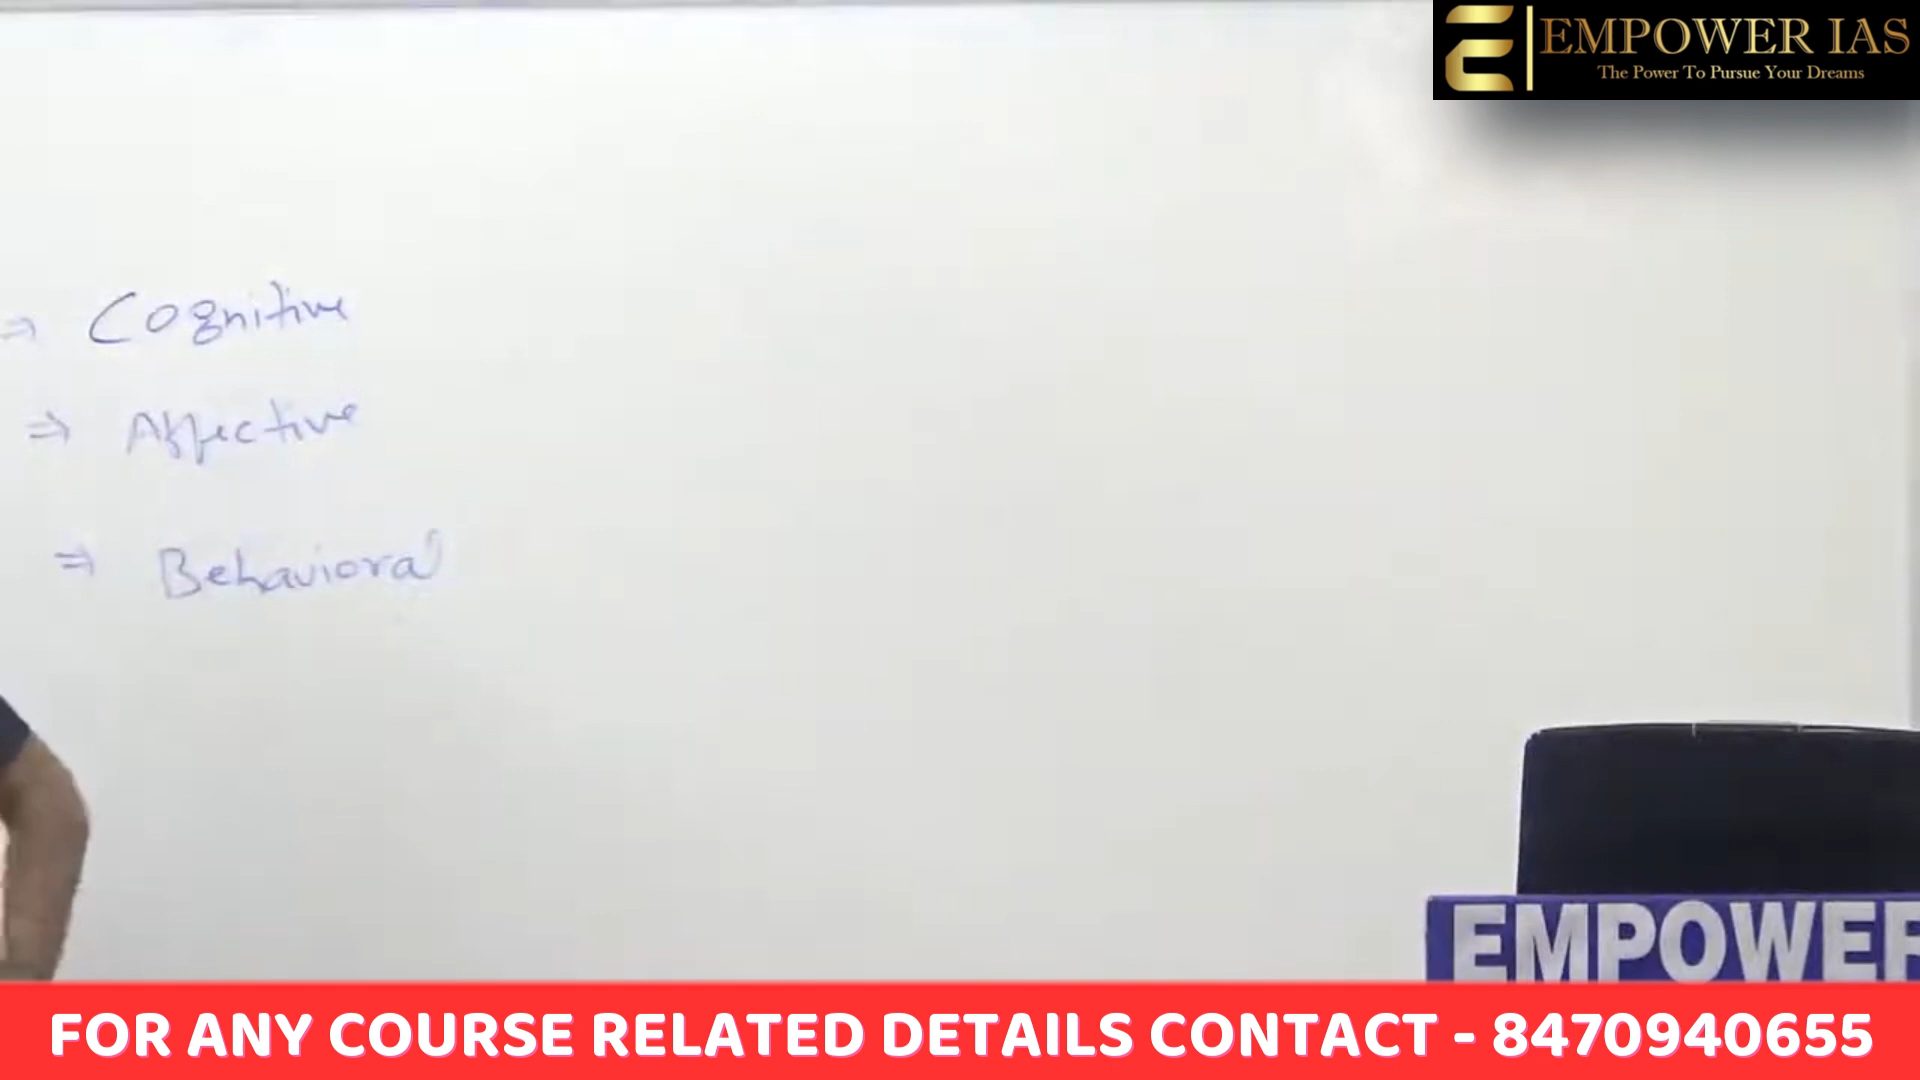 EMPOWER IAS
The Power To Pursue Your Dreams
⇒ Cognitive
⇒ Affective
⇒ Behavioral
EMPOWER
FOR ANY COURSE RELATED DETAILS CONTACT - 8470940655